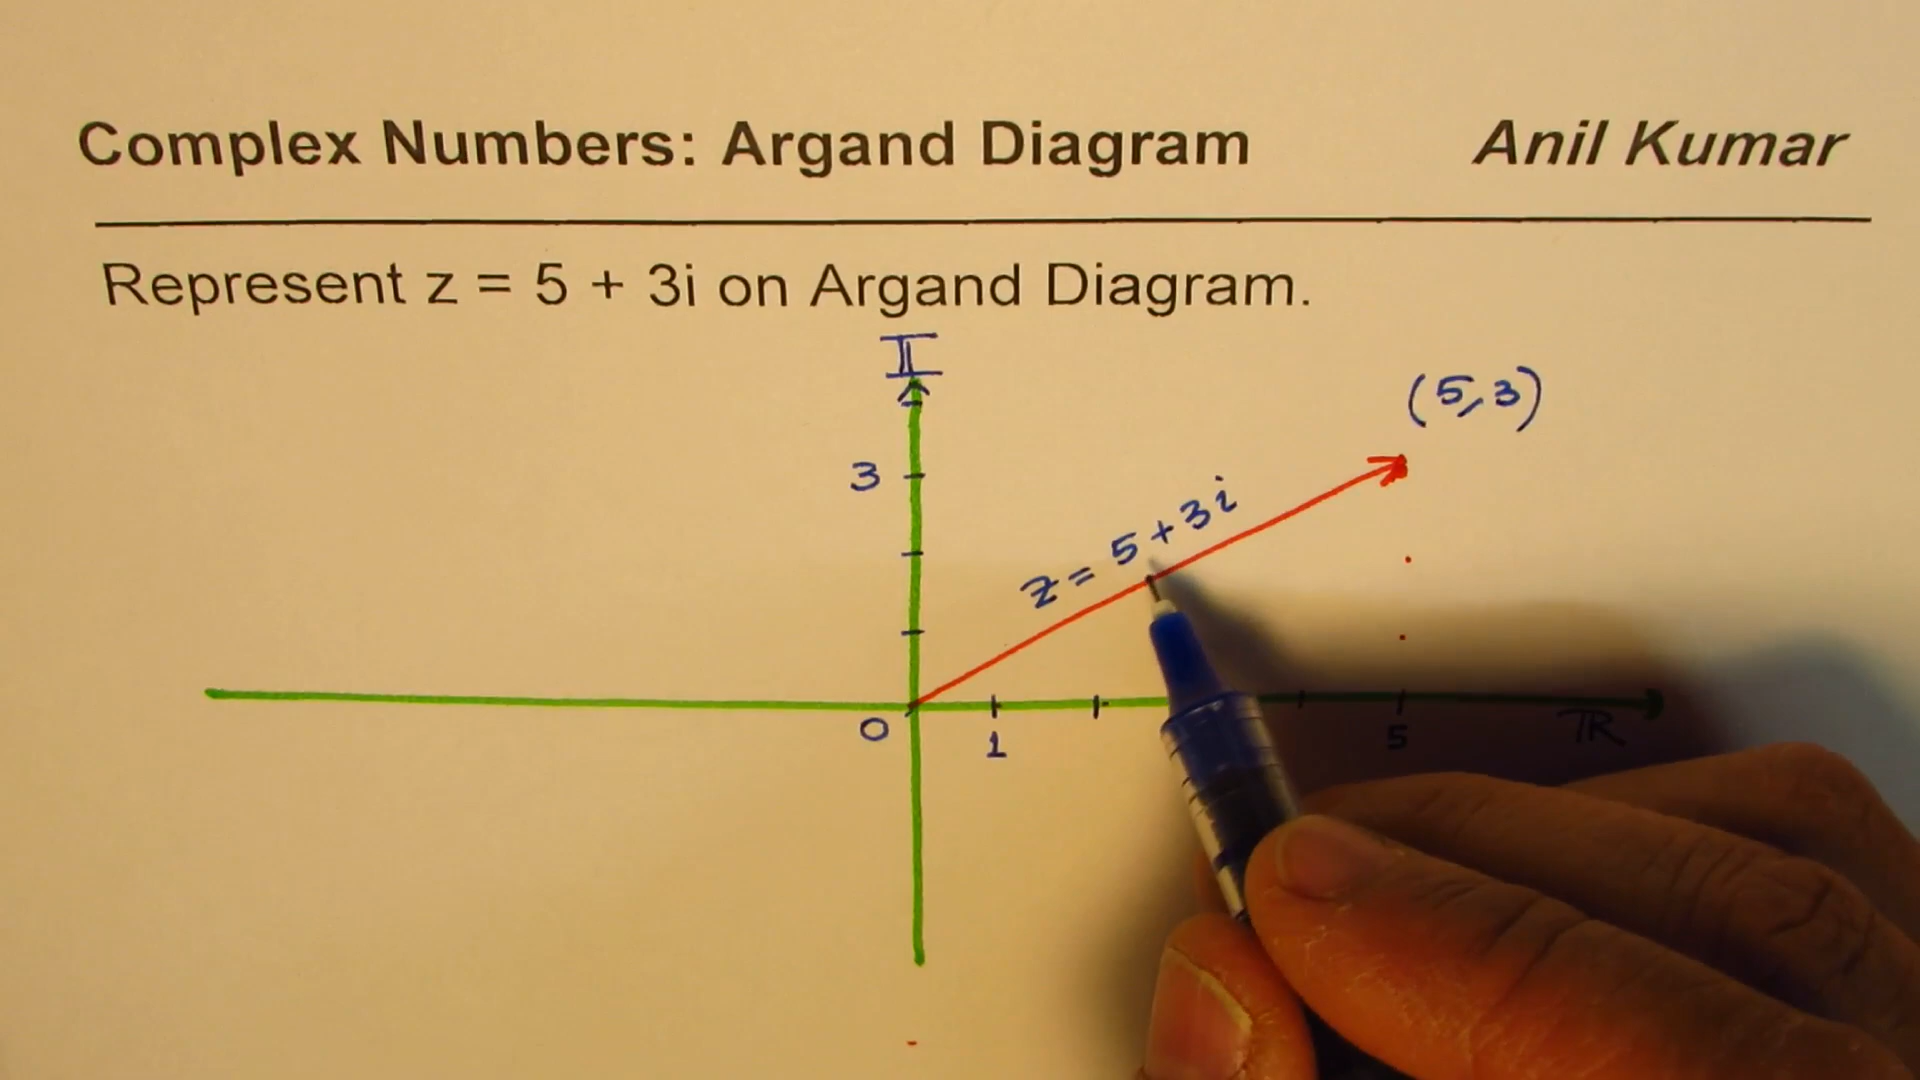 Complex Numbers: Argand Diagram Anil Kumar
Represent z = 5 + 3i on Argand Diagram.
I
(5,3)
3
z = 5 + 3i
0
1
5
R